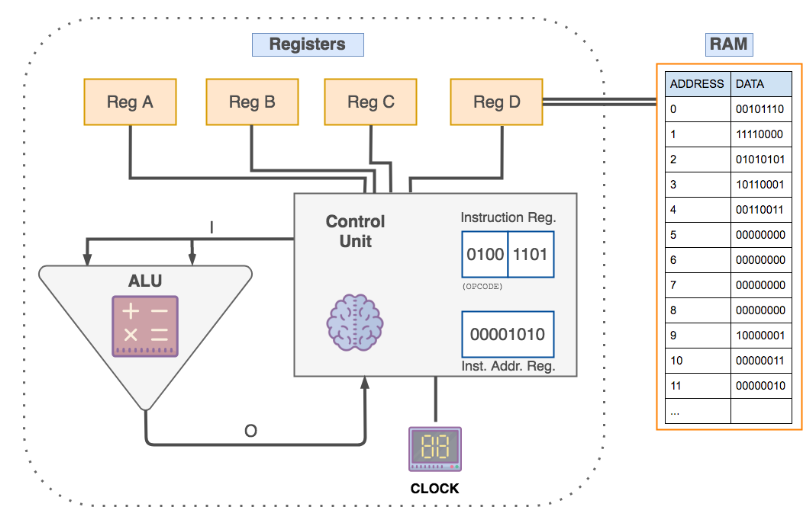 Registers
RAM
Reg A
Reg B
Reg C
Reg D
ADDRESS DATA
0 00101110
1 11110000
2 01010101
3 10110001
4 00110011
5 00000000
6 00000000
7 00000000
8 00000000
9 10000001
10 00000011
11 00000010
...
Control
Unit
Instruction Reg.
0100 1101
(OPCODE)
00001010
Inst. Addr. Reg.
I
ALU
+ −
× =
O
88
CLOCK